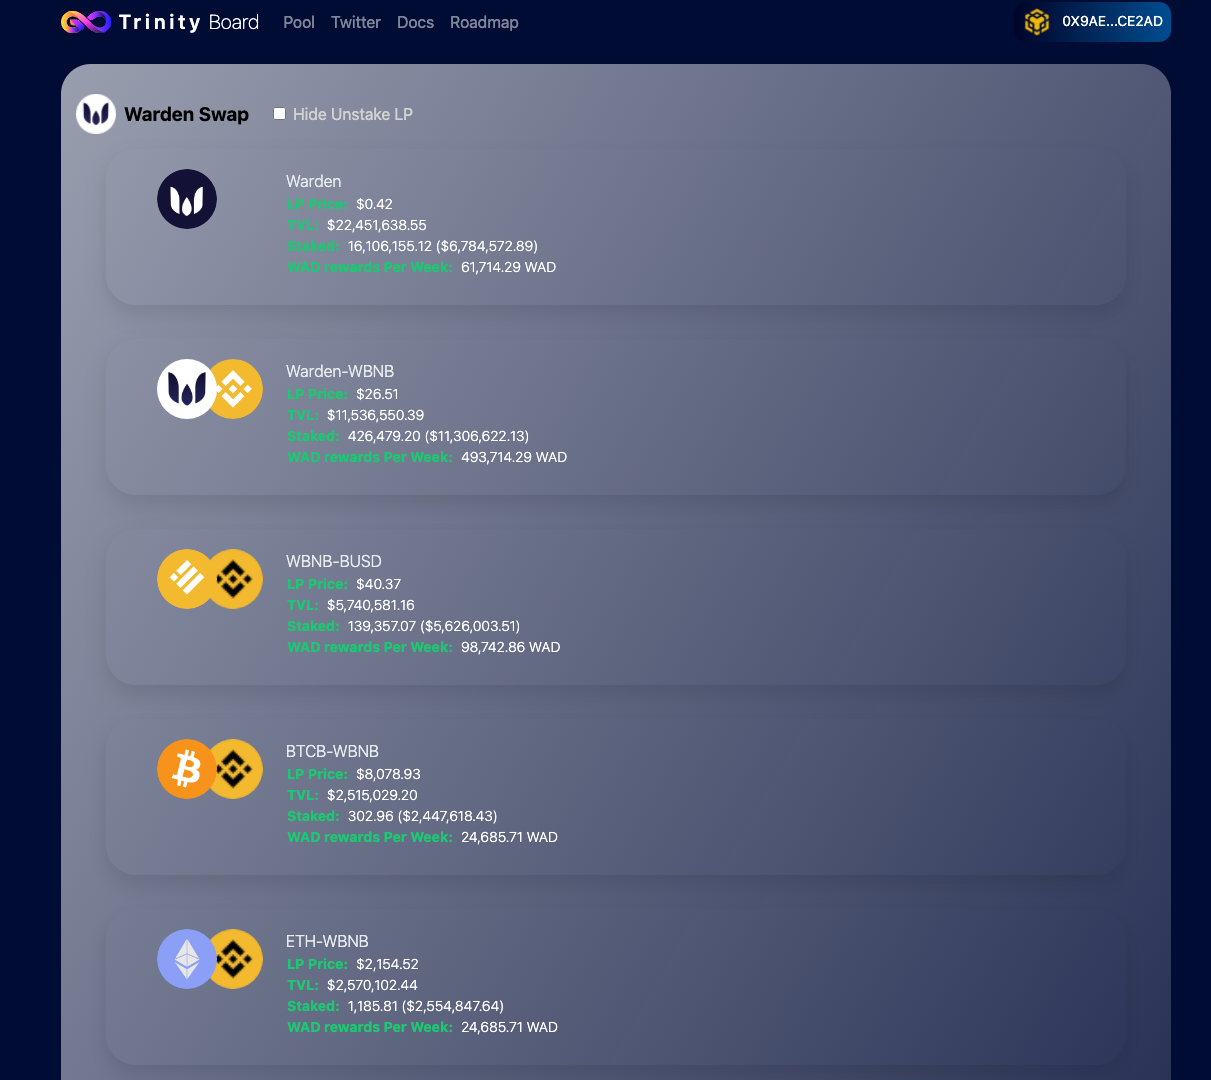 Trinity Board Pool Twitter Docs Roadmap 0X9AE...CE2AD
Warden Swap Hide Unstake LP
Warden
LP Price: $0.42
TVL: $22,451,638.55
Staked: 16,106,155.12 ($6,784,572.89)
WAD rewards Per Week: 61,714.29 WAD
Warden-WBNB
LP Price: $26.51
TVL: $11,536,550.39
Staked: 426,479.20 ($11,306,622.13)
WAD rewards Per Week: 493,714.29 WAD
WBNB-BUSD
LP Price: $40.37
TVL: $5,740,581.16
Staked: 139,357.07 ($5,626,003.51)
WAD rewards Per Week: 98,742.86 WAD
BTCB-WBNB
LP Price: $8,078.93
TVL: $2,515,029.20
Staked: 302.96 ($2,447,618.43)
WAD rewards Per Week: 24,685.71 WAD
ETH-WBNB
LP Price: $2,154.52
TVL: $2,570,102.44
Staked: 1,185.81 ($2,554,847.64)
WAD rewards Per Week: 24,685.71 WAD